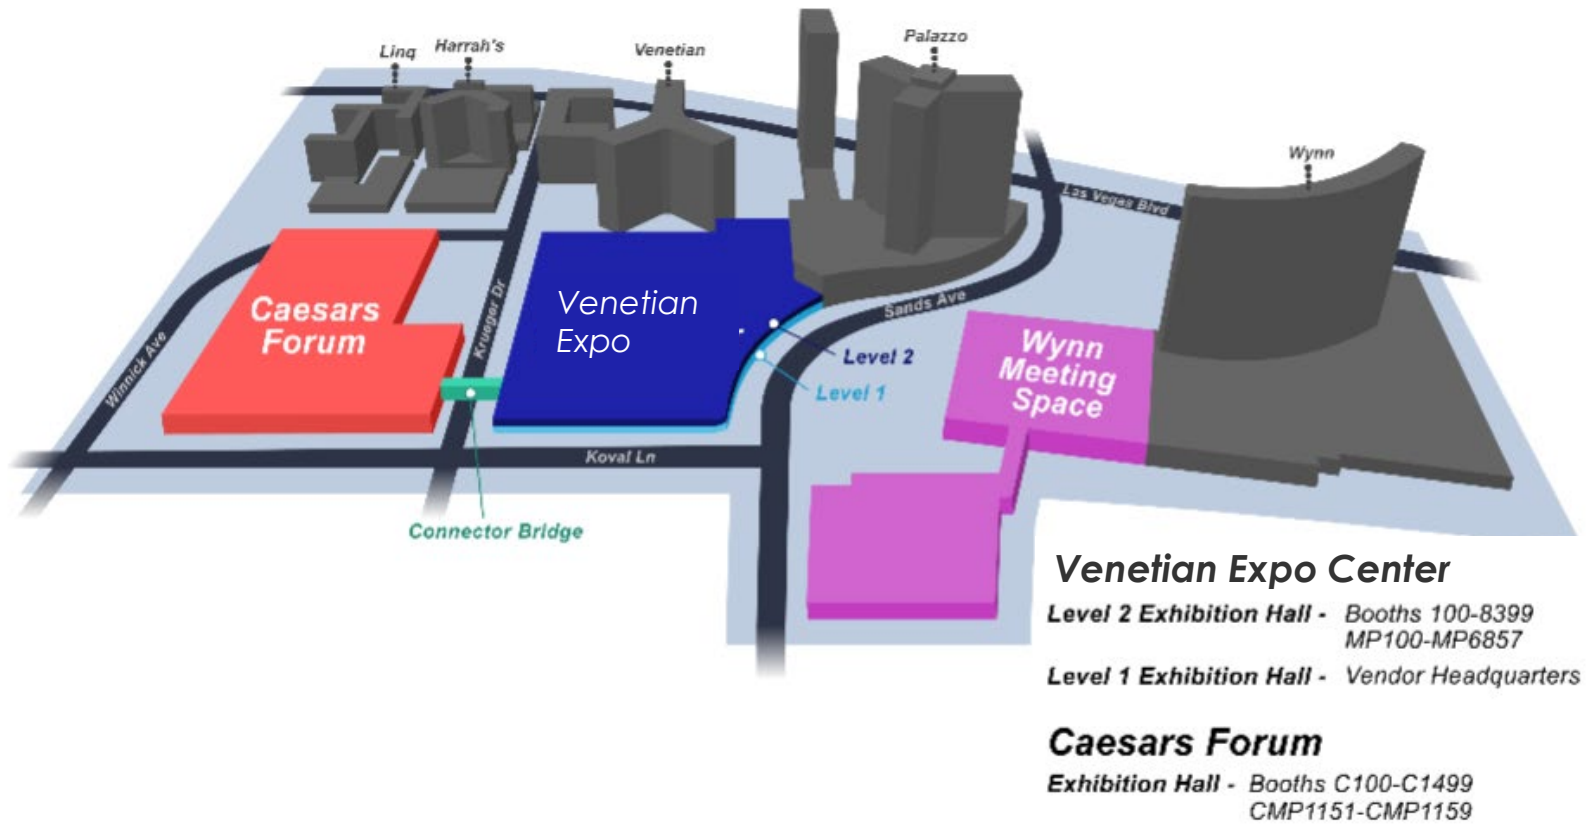 Linq
Harrah's
Venetian
Palazzo
Wynn
Las Vegas Blvd
Caesars
Forum
Winnick Ave
Krueger Dr
Venetian
Expo
Sands Ave
Level 2
Level 1
Wynn
Meeting
Space
Koval Ln
Connector Bridge
Venetian Expo Center
Level 2 Exhibition Hall - Booths 100-8399
MP100-MP6857
Level 1 Exhibition Hall - Vendor Headquarters
Caesars Forum
Exhibition Hall - Booths C100-C1499
CMP1151-CMP1159